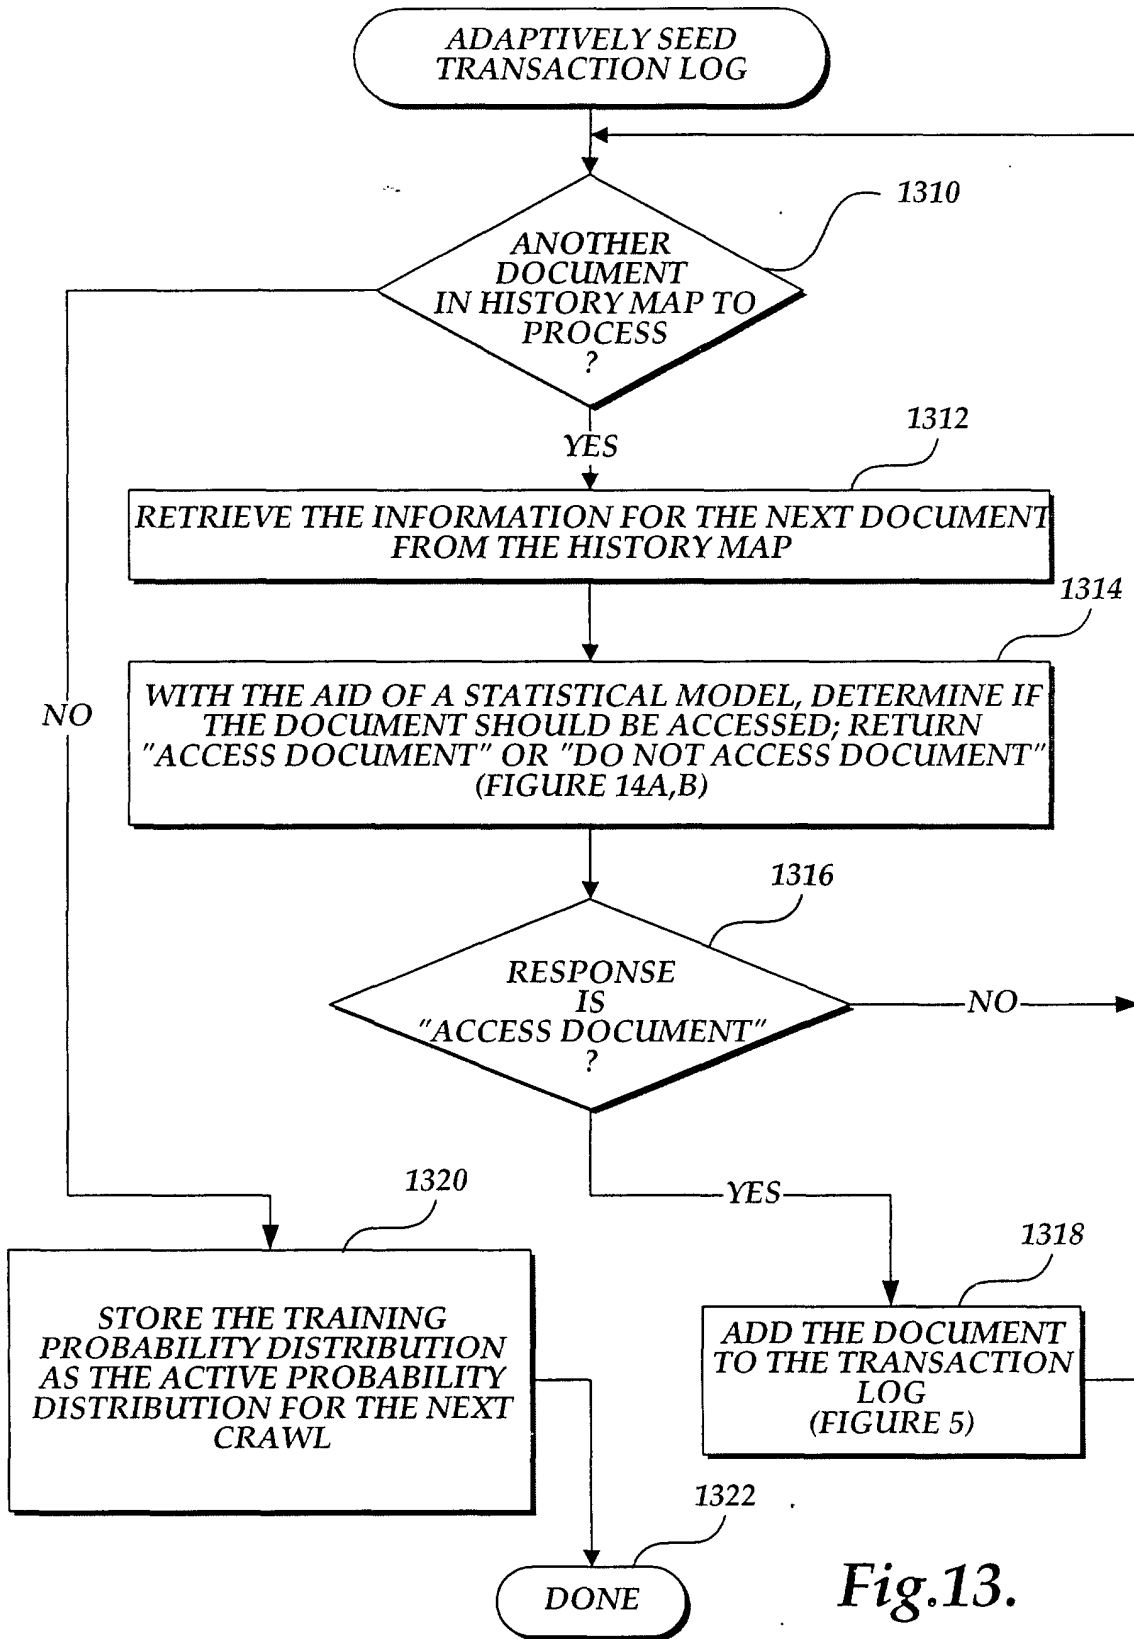 ADAPTIVELY SEED
TRANSACTION LOG
1310
ANOTHER
DOCUMENT
IN HISTORY MAP TO
PROCESS
?
YES
1312
RETRIEVE THE INFORMATION FOR THE NEXT DOCUMENT
FROM THE HISTORY MAP
1314
WITH THE AID OF A STATISTICAL MODEL, DETERMINE IF
THE DOCUMENT SHOULD BE ACCESSED; RETURN
"ACCESS DOCUMENT" OR "DO NOT ACCESS DOCUMENT"
(FIGURE 14A,B)
NO
1316
RESPONSE
IS
"ACCESS DOCUMENT"
?
NO
YES
1320
STORE THE TRAINING
PROBABILITY DISTRIBUTION
AS THE ACTIVE PROBABILITY
DISTRIBUTION FOR THE NEXT
CRAWL
1318
ADD THE DOCUMENT
TO THE TRANSACTION
LOG
(FIGURE 5)
1322
DONE
Fig.13.